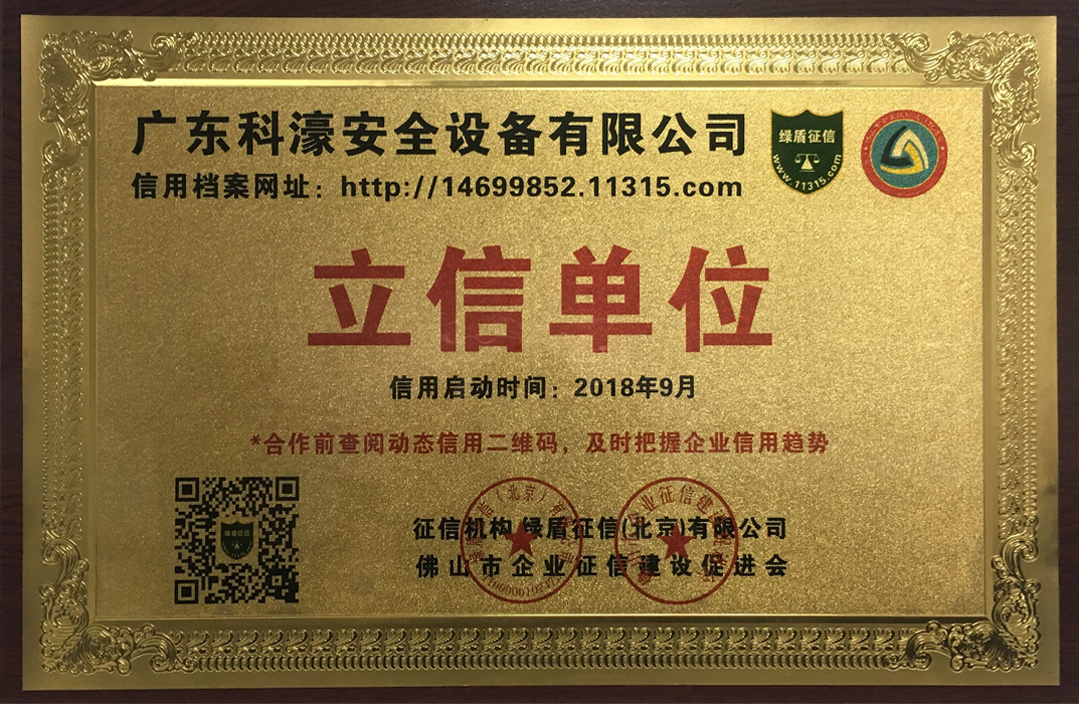 广东科濠安全设备有限公司
绿盾征信
www.11315.com
信用档案网址：http://14699852.11315.com
立信单位
信用启动时间：2018年9月
*合作前查阅动态信用二维码，及时把握企业信用趋势
绿盾征信
征信机构 绿盾征信(北京)有限公司
佛山市企业征信建设促进会